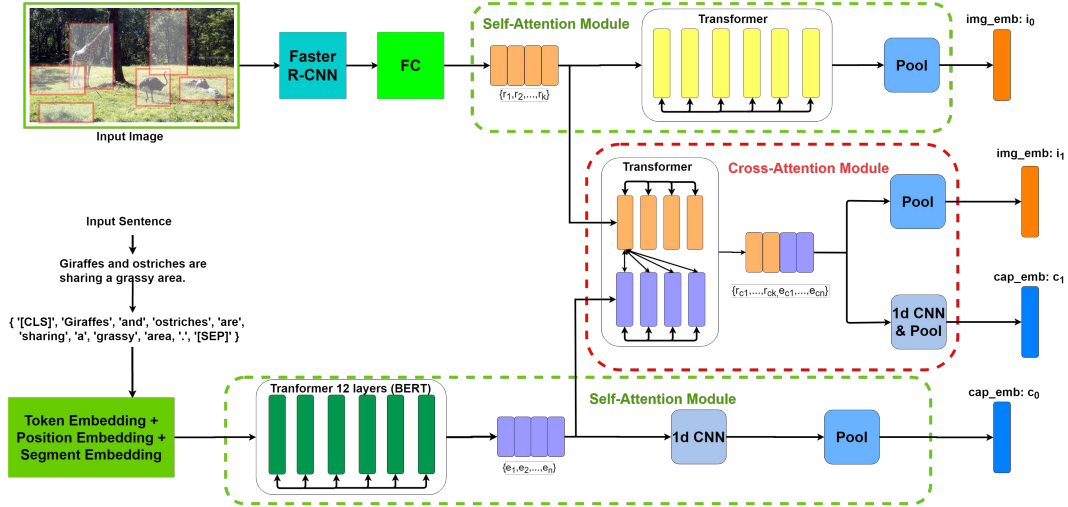 Self-Attention Module
Transformer
img_emb: i0
Faster
R-CNN
FC
Pool
{r1,r2,...,rk}
Input Image
Transformer
Cross-Attention Module
img_emb: i1
Pool
Input Sentence
Giraffes and ostriches are
sharing a grassy area.
{rc1,...,rck,ec1,...,ecn}
cap_emb: c1
{ '[CLS]', 'Giraffes', 'and', 'ostriches', 'are',
'sharing', 'a', 'grassy', 'area, '.', '[SEP]' }
1d CNN
& Pool
Tranformer 12 layers (BERT)
Self-Attention Module
cap_emb: c0
Token Embedding +
Position Embedding +
Segment Embedding
1d CNN
Pool
{e1,e2,...,en}